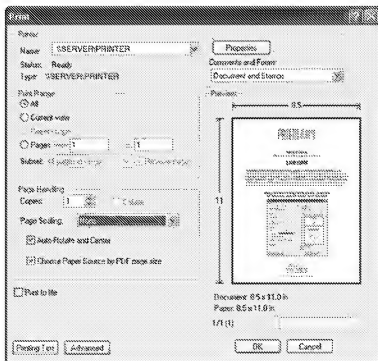 Print
Printer
Name: \\SERVER\PRINTER
Properties
Status: Ready
Comments and Forms:
Type: \\SERVER\PRINTER
Document and Stamps
Print Range
Preview
All
8.5
Current view
Pages 1 1
Subset:
11
Page Handling
Copies: 1
Page Scaling:
Auto-Rotate and Center
Choose Paper Source by PDF page size
Print to file
Document: 8.5 x 11.0 in
Paper: 8.5 x 11.0 in
1/1 (1)
Printing Tips
Advanced
OK
Cancel